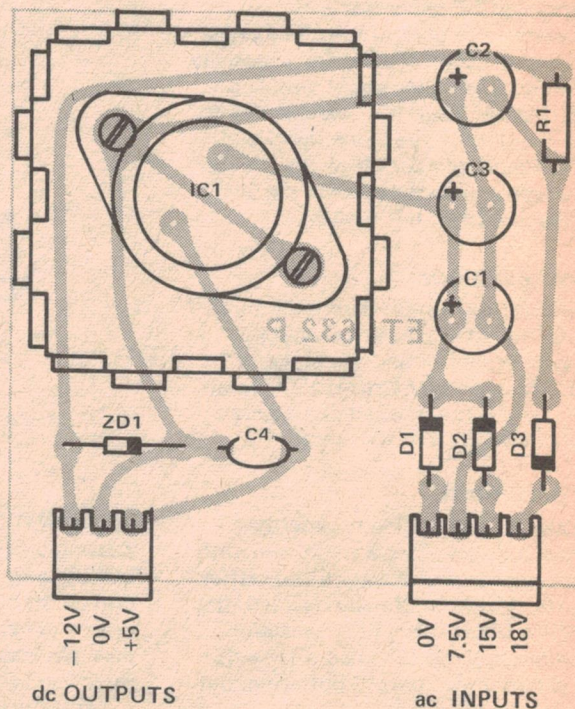 C2
R1
IC1
C3
C1
ETI 632 P
ZD1
C4
D1
D2
D3
−12V
0V
+5V
0V
7.5V
15V
18V
dc OUTPUTS
ac INPUTS